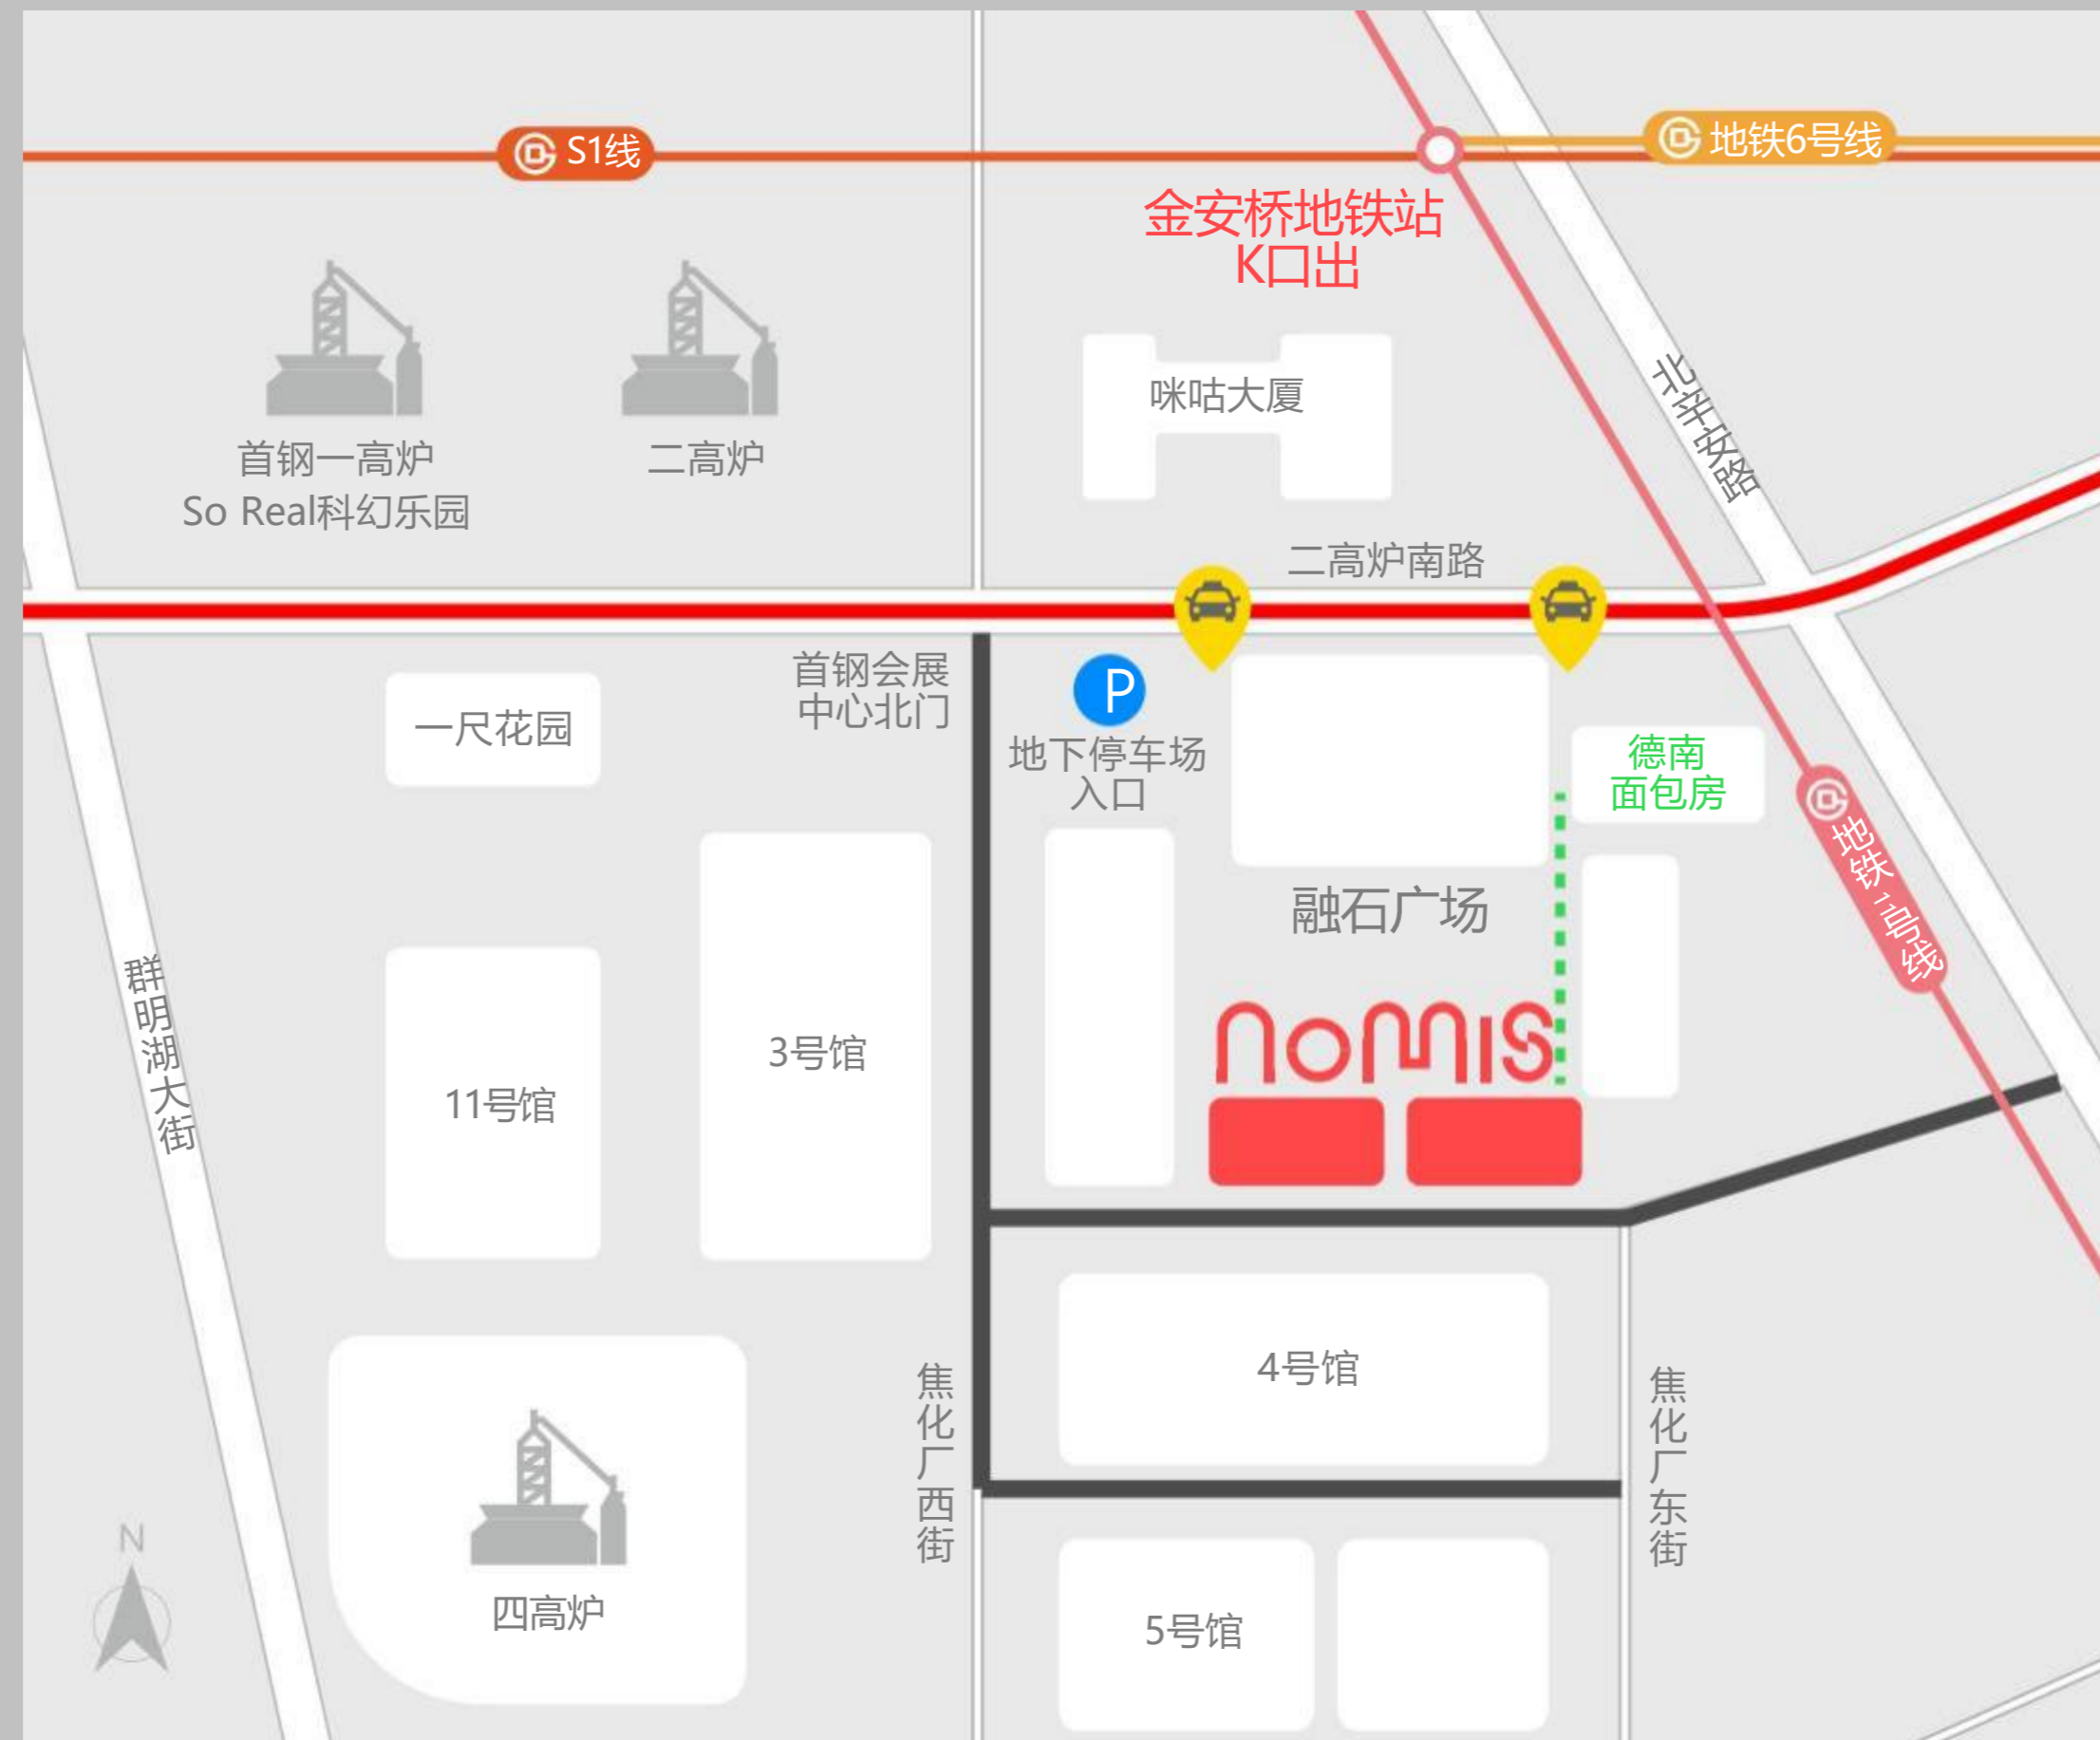 S1线
地铁6号线
金安桥地铁站
K口出
咪咕大厦
北辛安路
首钢一高炉
So Real科幻乐园
二高炉
二高炉南路
首钢会展
中心北门
P
地下停车场
入口
一尺花园
德南
面包房
地铁11号线
融石广场
群明湖大街
nomis
3号馆
11号馆
4号馆
焦化厂西街
焦化厂东街
N
四高炉
5号馆